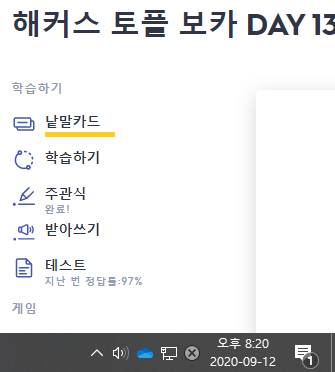 해커스 토플 보카 DAY 13
학습하기
낱말카드
학습하기
주관식
완료!
받아쓰기
테스트
지난 번 정답률:97%
게임
오후 8:20
2020-09-12
1